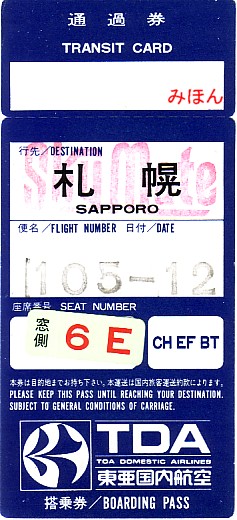 通過券
TRANSIT CARD
みほん
行先/DESTINATION
Sky Mate
札幌
SAPPORO
便名/FLIGHT NUMBER 日付/DATE
105-12
座席番号 SEAT NUMBER
窓側
6E
CH EF BT
本券は目的地までお持ち下さい。本運送は国内旅客運送約款によります。
PLEASE KEEP THIS PASS UNTIL REACHING YOUR DESTINATION.
SUBJECT TO GENERAL CONDITIONS OF CARRIAGE.
TDA
TOA DOMESTIC AIRLINES
東亜国内航空
搭乗券/BOARDING PASS